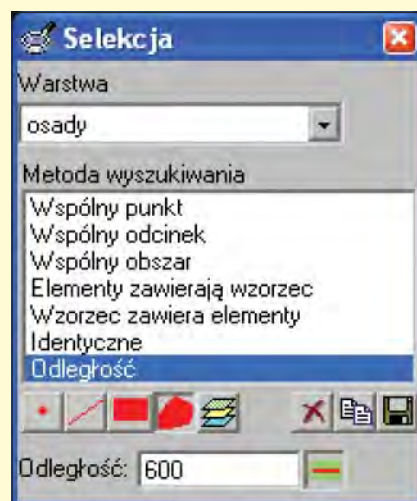 Selekcja
Warstwa
osady
Metoda wyszukiwania
Wspólny punkt
Wspólny odcinek
Wspólny obszar
Elementy zawierają wzorzec
Wzorzec zawiera elementy
Identyczne
Odległość
Odległość: 600